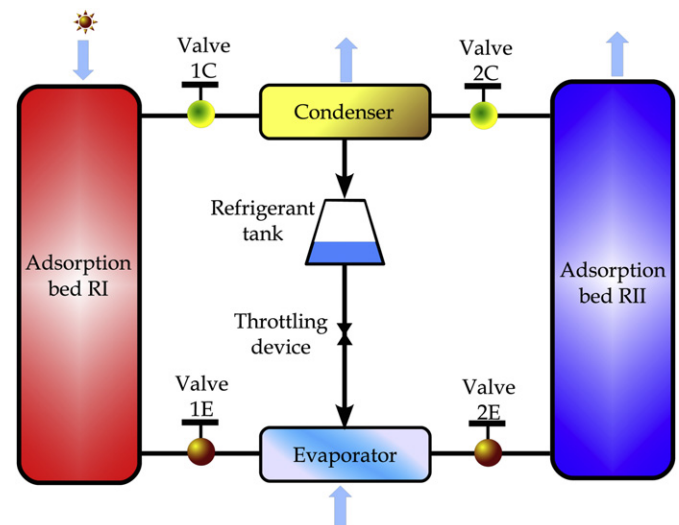 Valve
1C
Valve
2C
Condenser
Refrigerant
tank
Adsorption
bed RI
Adsorption
bed RII
Throttling
device
Valve
1E
Valve
2E
Evaporator